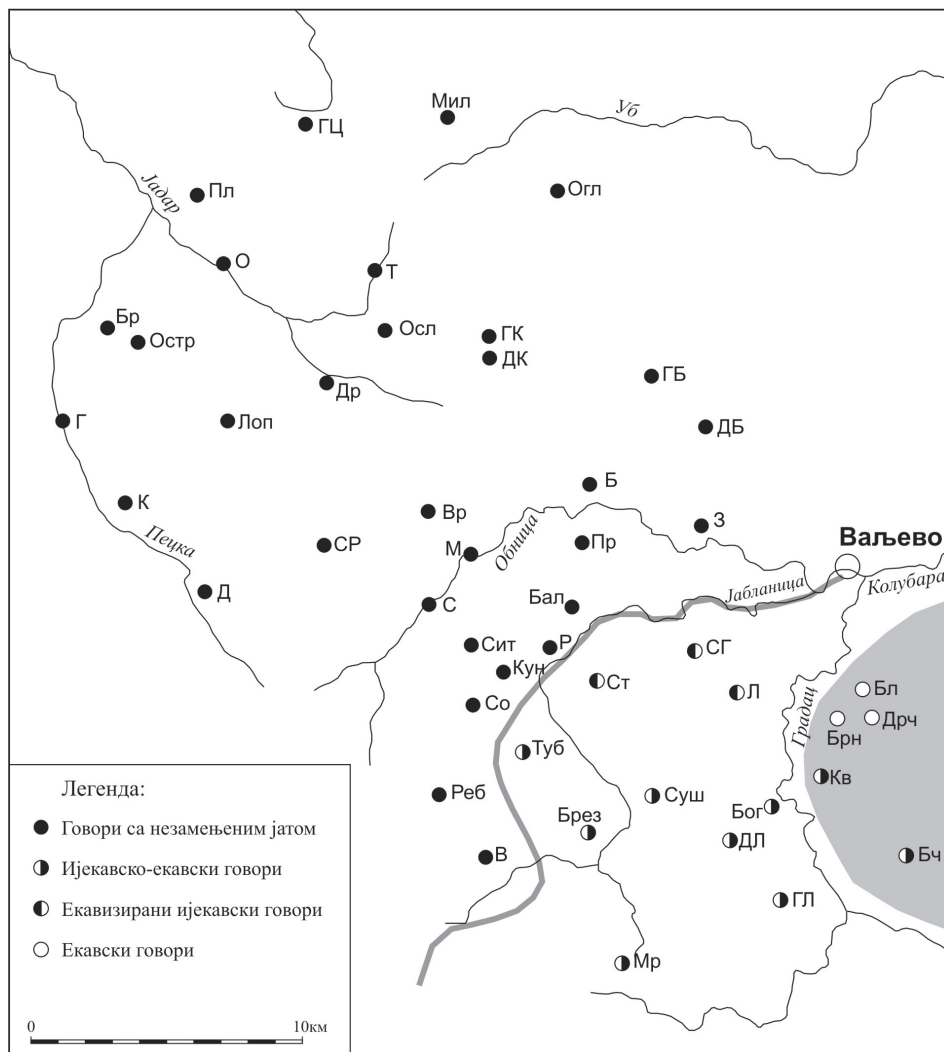 Мил
Уб
ГЦ
Пл
Огл
Јадар
О
Т
Бр
Остр
Осл
ГК
ДК
ГБ
Др
Г
Лоп
ДБ
Б
К
Вр
З
Пецка
СР
М
Обница
Пр
Ваљево
Д
С
Бал
Јабланица
Колубара
Сит
Р
СГ
Кун
Ст
Л
Бл
Со
Градац
Дрч
Брн
Туб
Кв
Реб
Суш
Бог
Брез
ДЛ
В
Бч
ГЛ
Мр
Легенда:
Говори са незамењеним јатом
Ијекавско-екавски говори
Екавизирани ијекавски говори
Екавски говори
0 10км